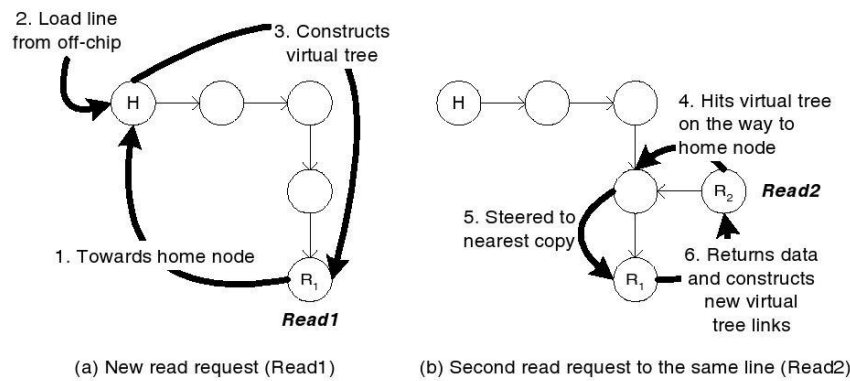 2. Load line
from off-chip
3. Constructs
virtual tree
H
1. Towards home node
R₁
Read1
(a) New read request (Read1)
H
4. Hits virtual tree
on the way to
home node
R₂
Read2
5. Steered to
nearest copy
6. Returns data
and constructs
new virtual
tree links
R₁
(b) Second read request to the same line (Read2)